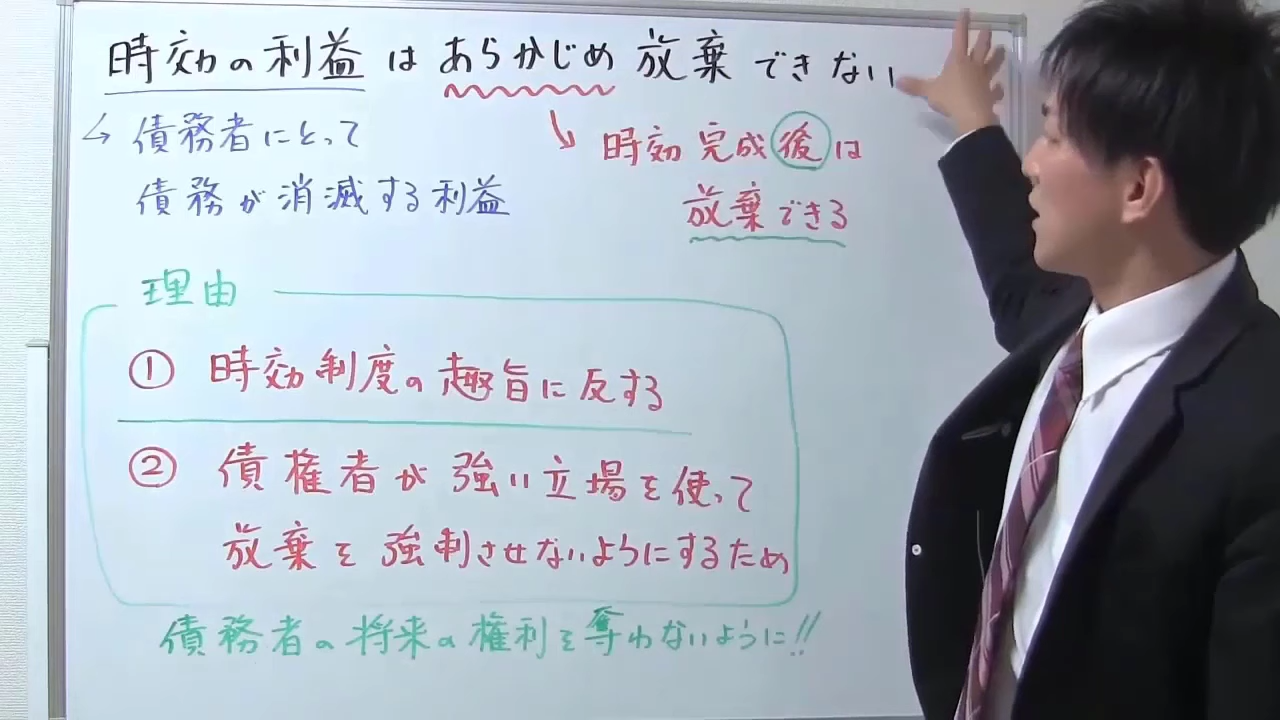 時効の利益はあらかじめ放棄できない
↳ 債務者にとって
債務が消滅する利益
↘ 時効完成後は
放棄できる
理由
① 時効制度の趣旨に反する
② 債権者が強い立場を使って
放棄を強制させないようにするため
債務者の将来の権利を奪わないように!!